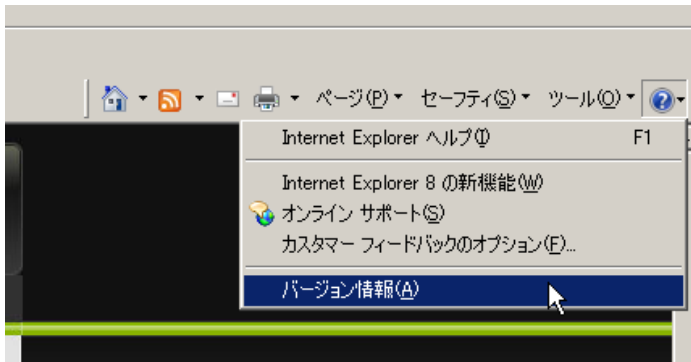 ページ(P) セーフティ(S) ツール(O)
Internet Explorer ヘルプ(I) F1
Internet Explorer 8 の新機能(W)
オンライン サポート(S)
カスタマー フィードバックのオプション(F)...
バージョン情報(A)